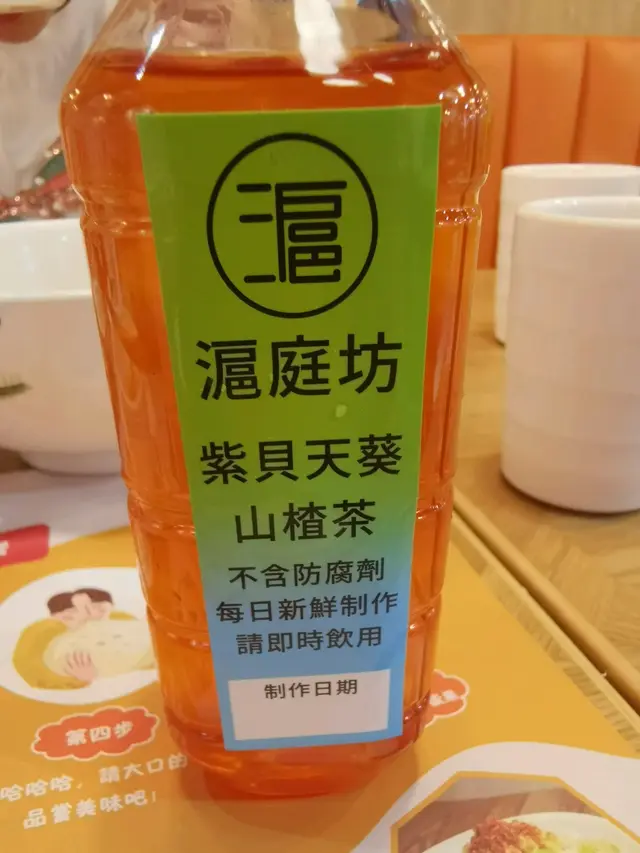 滬
滬庭坊
紫貝天葵
山楂茶
不含防腐劑
每日新鮮制作
請即時飲用
制作日期
第四步
哈哈哈，請大口的
品嘗美味吧！